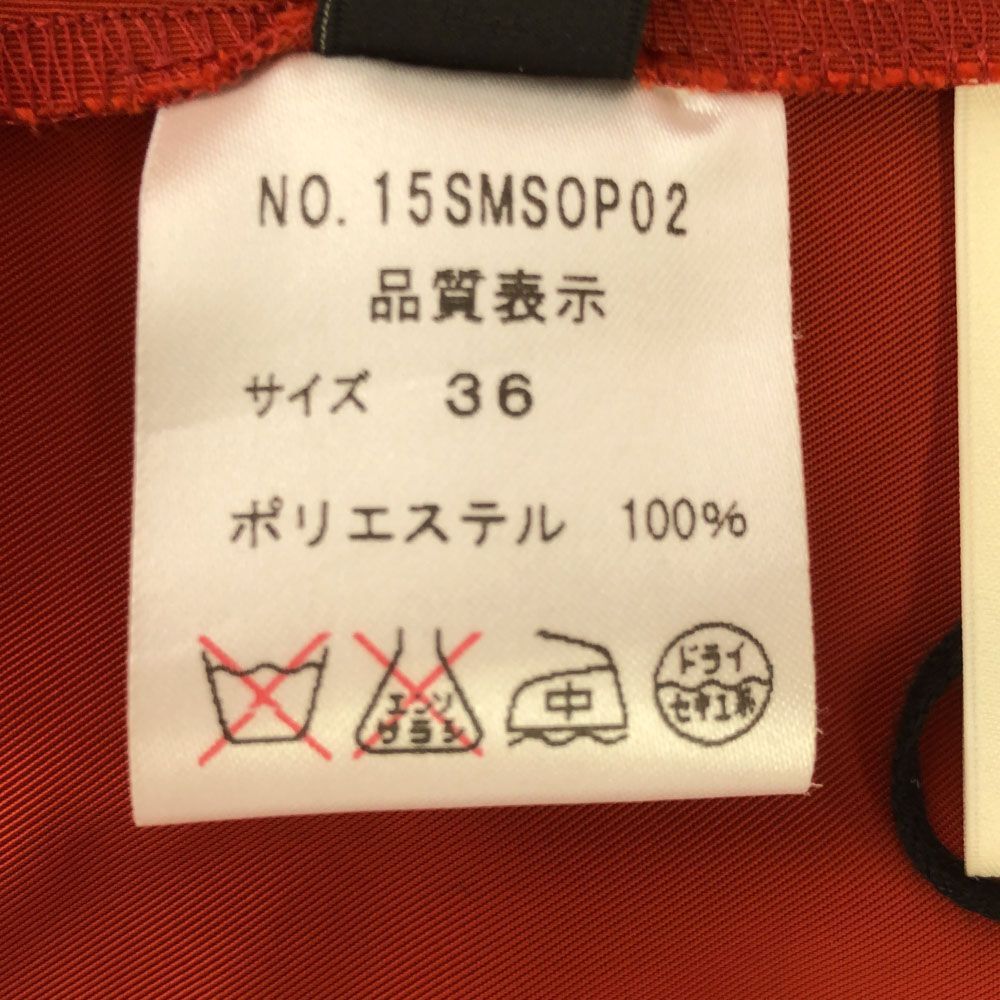 NO. 15SMSOP02
品質表示
サイズ 36
ポリエステル 100%
エンソ
サラシ
中
ドライ
セキユ系